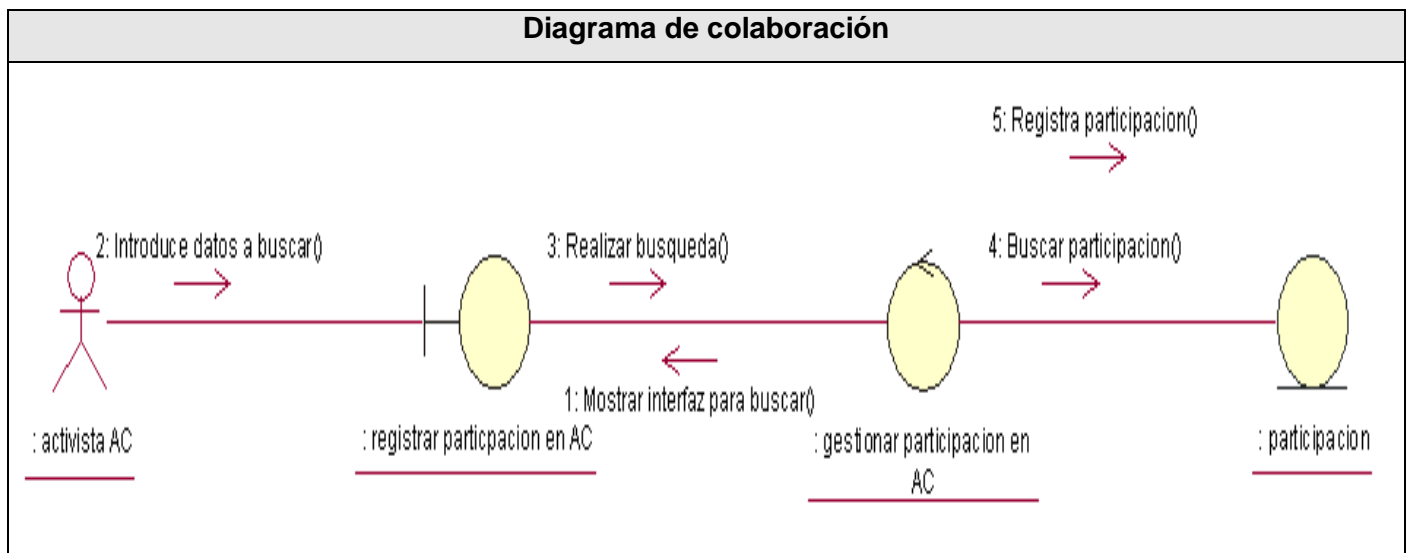 Diagrama de colaboración
5: Registra participacion()
2: Introduce datos a buscar()
3: Realizar busqueda()
4: Buscar participacion()
1: Mostrar interfaz para buscar()
: activista AC
: registrar particpacion en AC
: gestionar participacion en
AC
: participacion